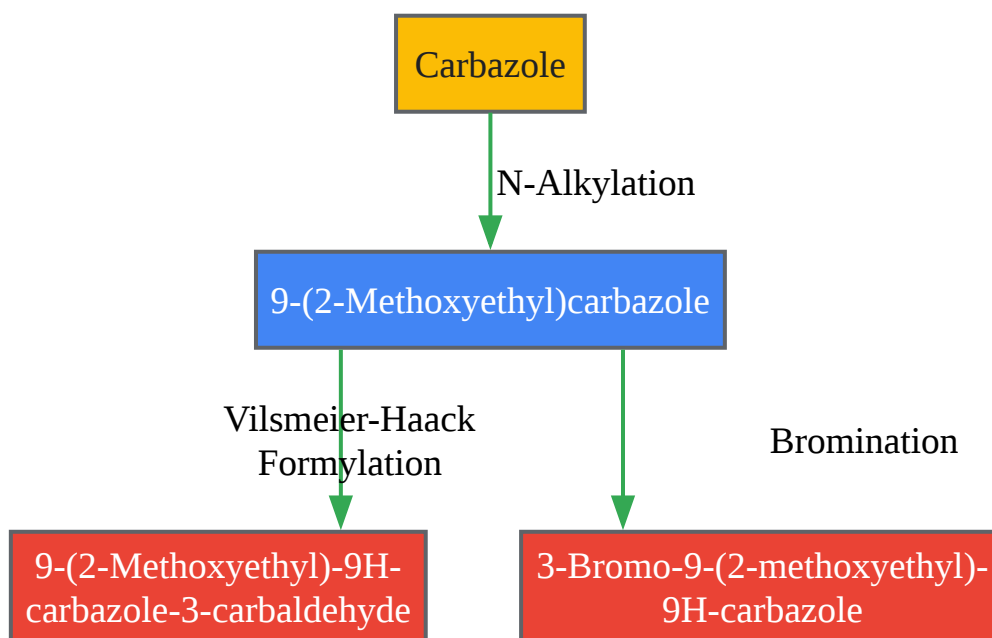 Carbazole
N-Alkylation
9-(2-Methoxyethyl)carbazole
Vilsmeier-Haack
Formylation
Bromination
9-(2-Methoxyethyl)-9H-
carbazole-3-carbaldehyde
3-Bromo-9-(2-methoxyethyl)-
9H-carbazole